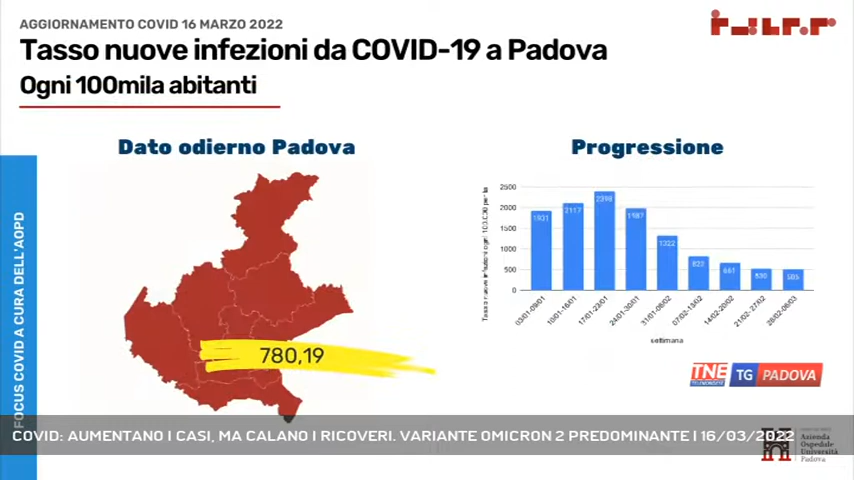 AGGIORNAMENTO COVID 16 MARZO 2022
Tasso nuove infezioni da COVID-19 a Padova
Ogni 100mila abitanti
Dato odierno Padova
780,19
Progressione
2500
2000
1500
1000
500
0
1931
2117
2398
1987
1322
822
661
530
505
03/01-09/01
10/01-16/01
17/01-23/01
24/01-30/01
31/01-06/02
07/02-13/02
14/02-20/02
21/02-27/02
28/02-06/03
settimana
FOCUS COVID A CURA DELL'AOPD
TNE
TG PADOVA
COVID: AUMENTANO I CASI, MA CALANO I RICOVERI. VARIANTE OMICRON 2 PREDOMINANTE | 16/03/2022
Azienda
Ospedale
Università
Padova